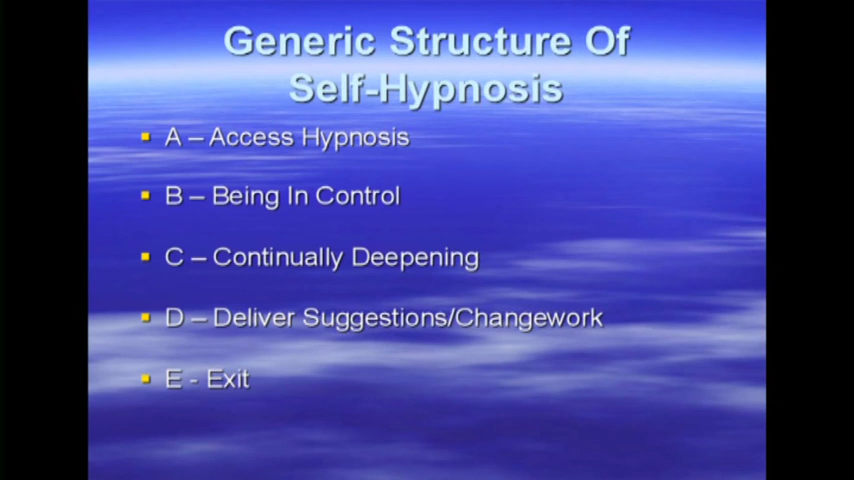 Generic Structure Of
Self-Hypnosis
A – Access Hypnosis
B – Being In Control
C – Continually Deepening
D – Deliver Suggestions/Changework
E - Exit